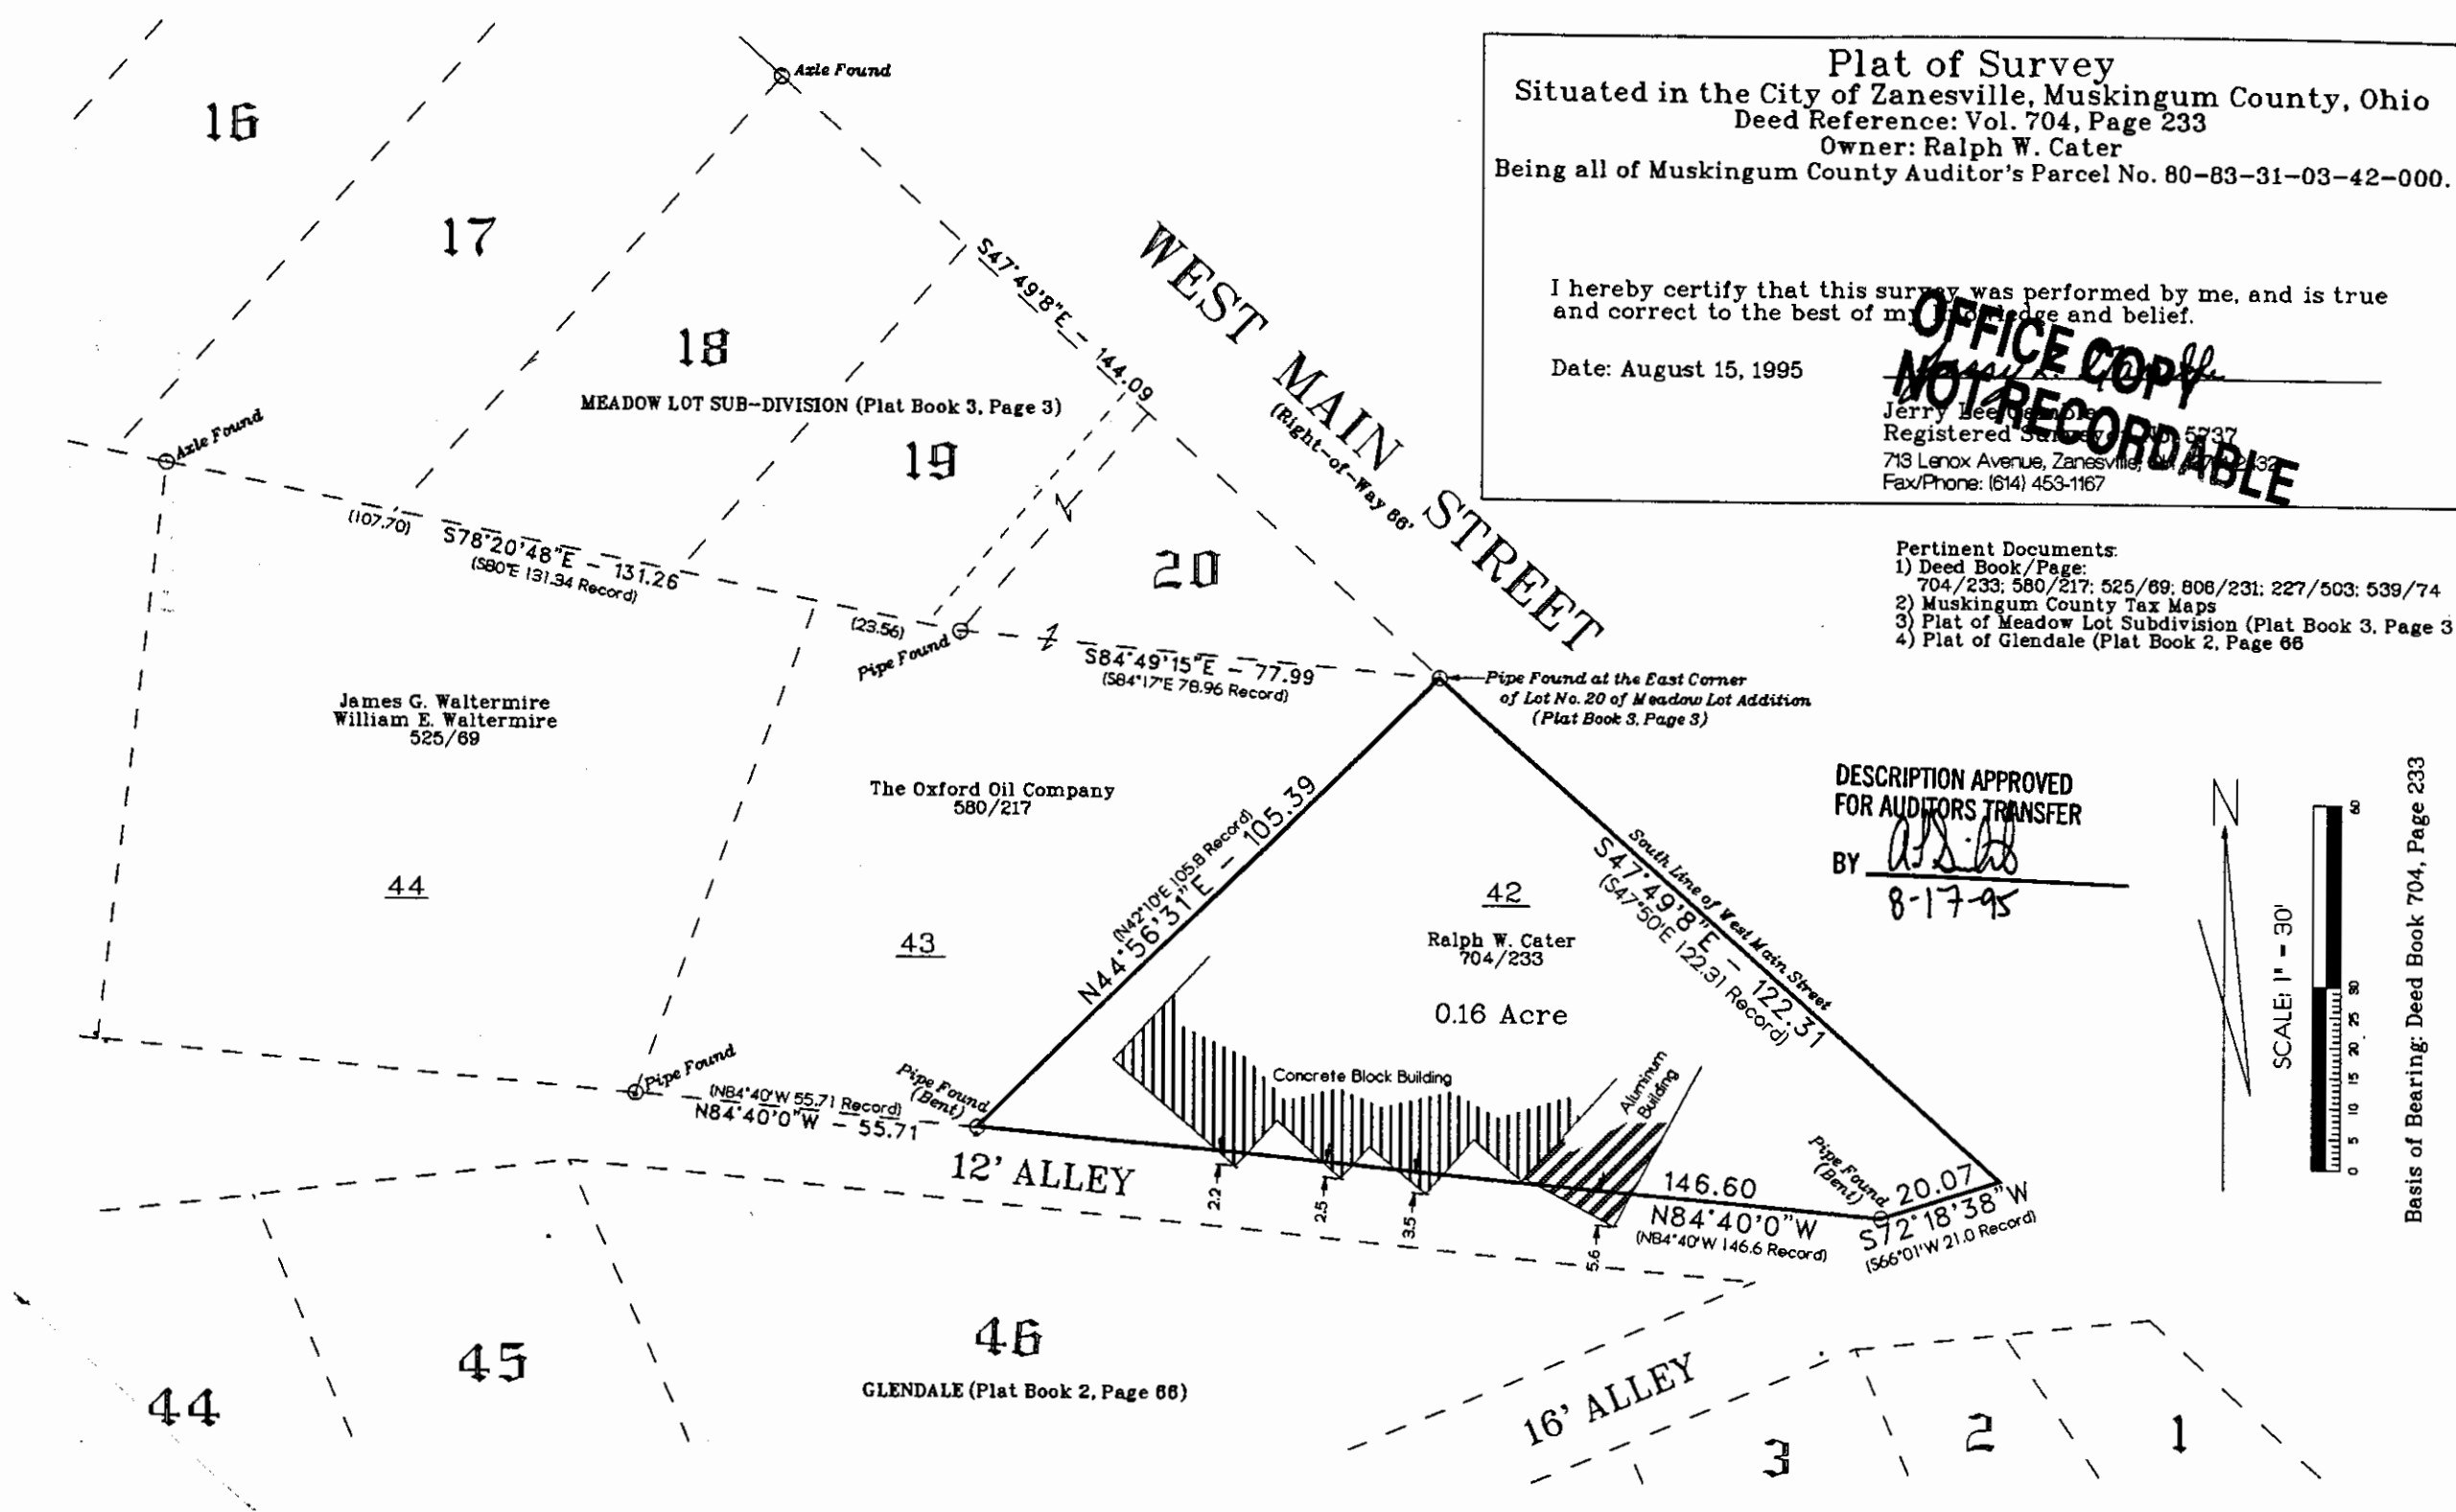 Plat of Survey
Situated in the City of Zanesville, Muskingum County, Ohio
Deed Reference: Vol. 704, Page 233
Owner: Ralph W. Cater
Being all of Muskingum County Auditor's Parcel No. 80-83-31-03-42-000.
I hereby certify that this survey was performed by me, and is true
and correct to the best of my knowledge and belief.
Date: August 15, 1995
OFFICE COPY
NOT RECORDABLE
Jerry Lee
Registered Surveyor No. 5737
713 Lenox Avenue, Zanesville,
Fax/Phone: (614) 453-1167
Pertinent Documents:
1) Deed Book/Page:
704/233; 580/217; 525/69; 806/231; 227/503; 539/74
2) Muskingum County Tax Maps
3) Plat of Meadow Lot Subdivision (Plat Book 3, Page 3
4) Plat of Glendale (Plat Book 2, Page 66
DESCRIPTION APPROVED
FOR AUDITORS TRANSFER
BY
8-17-95
N
SCALE: 1" = 30'
60
30
25
20
15
10
5
0
Basis of Bearing: Deed Book 704, Page 233
Axle Found
16
17
18
MEADOW LOT SUB-DIVISION (Plat Book 3, Page 3)
19
20
S47°49'8"E - 144.09
WEST MAIN STREET
(Right-of-Way 66'
Axle Found
(107.70)
S78°20'48"E - 131.26
(S80°E 131.34 Record)
(23.56)
Pipe Found
S84°49'15"E - 77.99
(S84°17'E 78.96 Record)
Pipe Found at the East Corner
of Lot No. 20 of Meadow Lot Addition
(Plat Book 3, Page 3)
James G. Waltermire
William E. Waltermire
525/69
The Oxford Oil Company
580/217
44
43
(N42°10'E 105.8 Record)
N44°56'31"E - 105.39
42
Ralph W. Cater
704/233
0.16 Acre
South Line of West Main Street
S47°49'8"E - 122.31
(S47°50'E 122.31 Record)
Concrete Block Building
Aluminum
Building
Pipe Found
(N84°40'W 55.71 Record)
N84°40'0"W - 55.71
Pipe Found
(Bent)
12' ALLEY
2.2
2.5
3.5
5.6
146.60
N84°40'0"W
(N84°40'W 146.6 Record)
Pipe Found
(Bent)
20.07
S72°18'38"W
(S66°01'W 21.0 Record)
44
45
46
GLENDALE (Plat Book 2, Page 66)
16' ALLEY
3
2
1